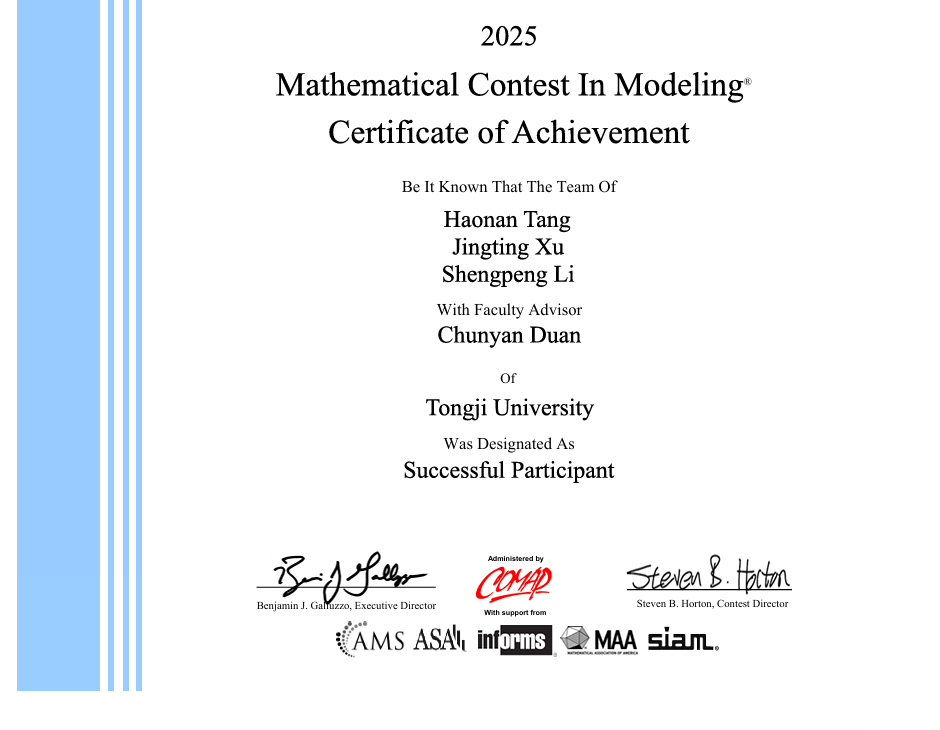 2025
Mathematical Contest In Modeling®
Certificate of Achievement
Be It Known That The Team Of
Haonan Tang
Jingting Xu
Shengpeng Li
With Faculty Advisor
Chunyan Duan
Of
Tongji University
Was Designated As
Successful Participant
Administered by
COMAP
Steven B. Horton
Benjamin J. Galluzzo, Executive Director
Steven B. Horton, Contest Director
With support from
AMS ASA informs® MAA siam®
MATHEMATICAL ASSOCIATION OF AMERICA